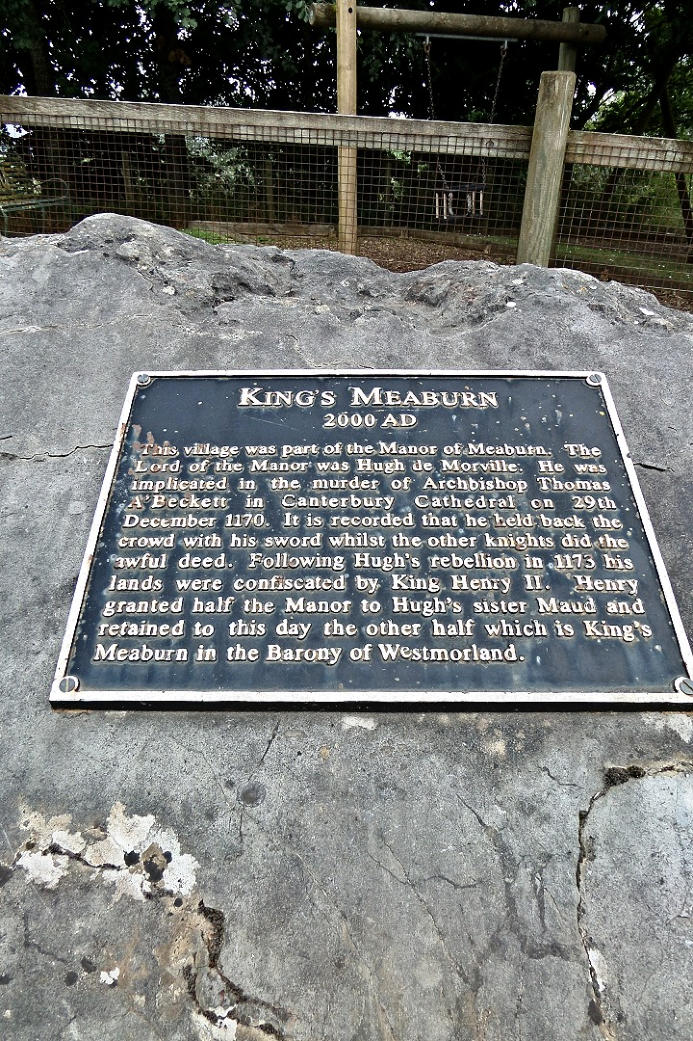 KING'S MEABURN
2000 AD
This village was part of the Manor of Meaburn. The
Lord of the Manor was Hugh de Morville. He was
implicated in the murder of Archbishop Thomas
A'Beckett in Canterbury Cathedral on 29th
December 1170. It is recorded that he held back the
crowd with his sword whilst the other knights did the
awful deed. Following Hugh's rebellion in 1173 his
lands were confiscated by King Henry II. Henry
granted half the Manor to Hugh's sister Maud and
retained to this day the other half which is King's
Meaburn in the Barony of Westmorland.